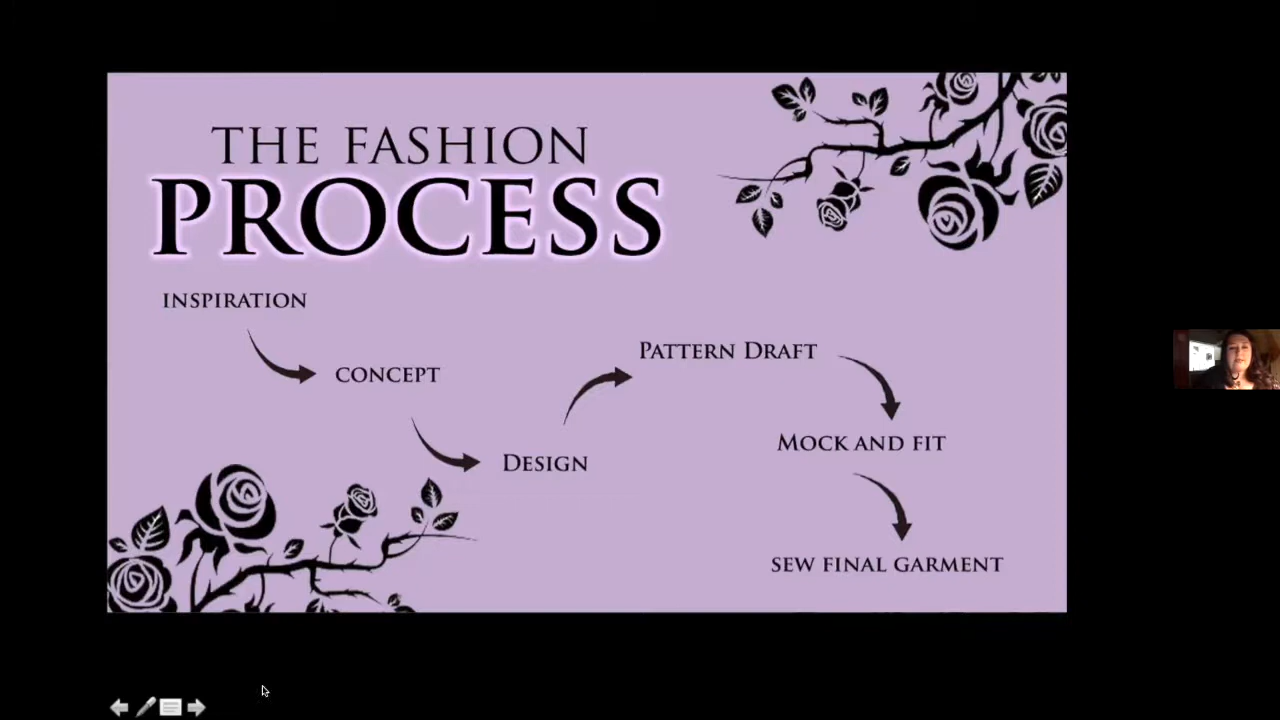 THE FASHION
PROCESS
INSPIRATION
CONCEPT
DESIGN
PATTERN DRAFT
MOCK AND FIT
SEW FINAL GARMENT